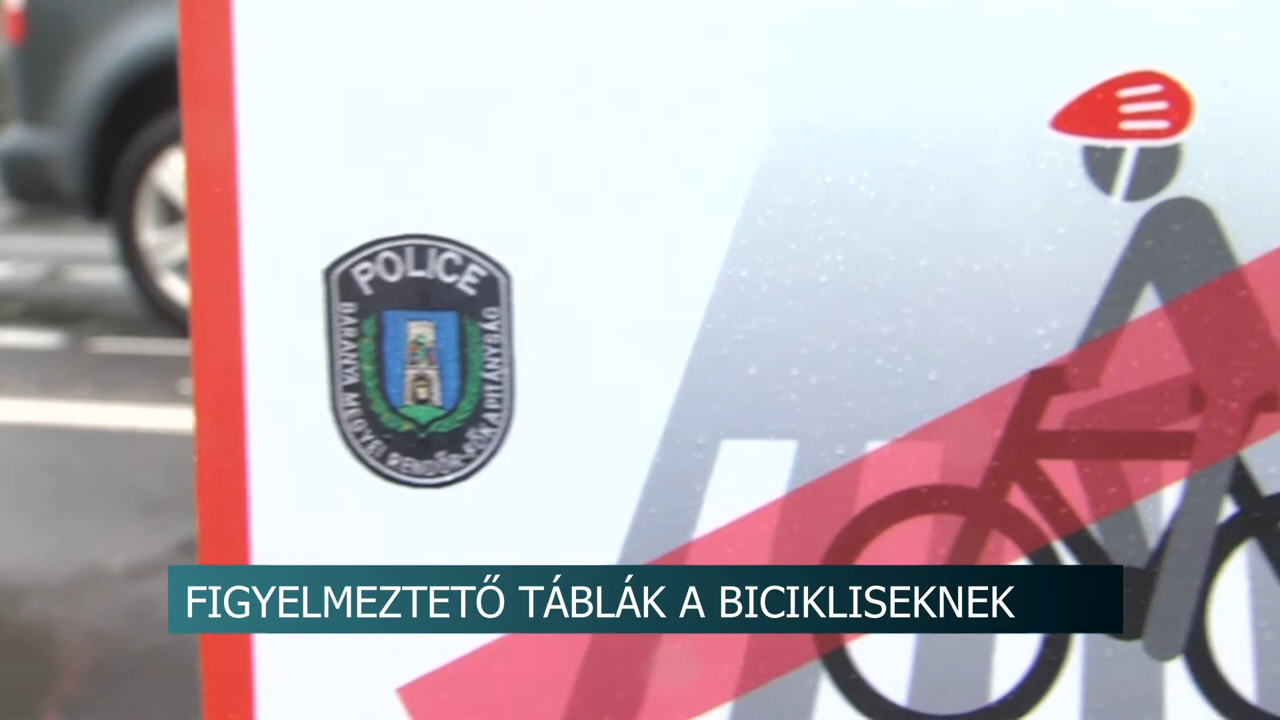 POLICE
BARANYA MEGYEI RENDŐR-FŐKAPITÁNYSÁG
FIGYELMEZTETŐ TÁBLÁK A BICIKLISEKNEK